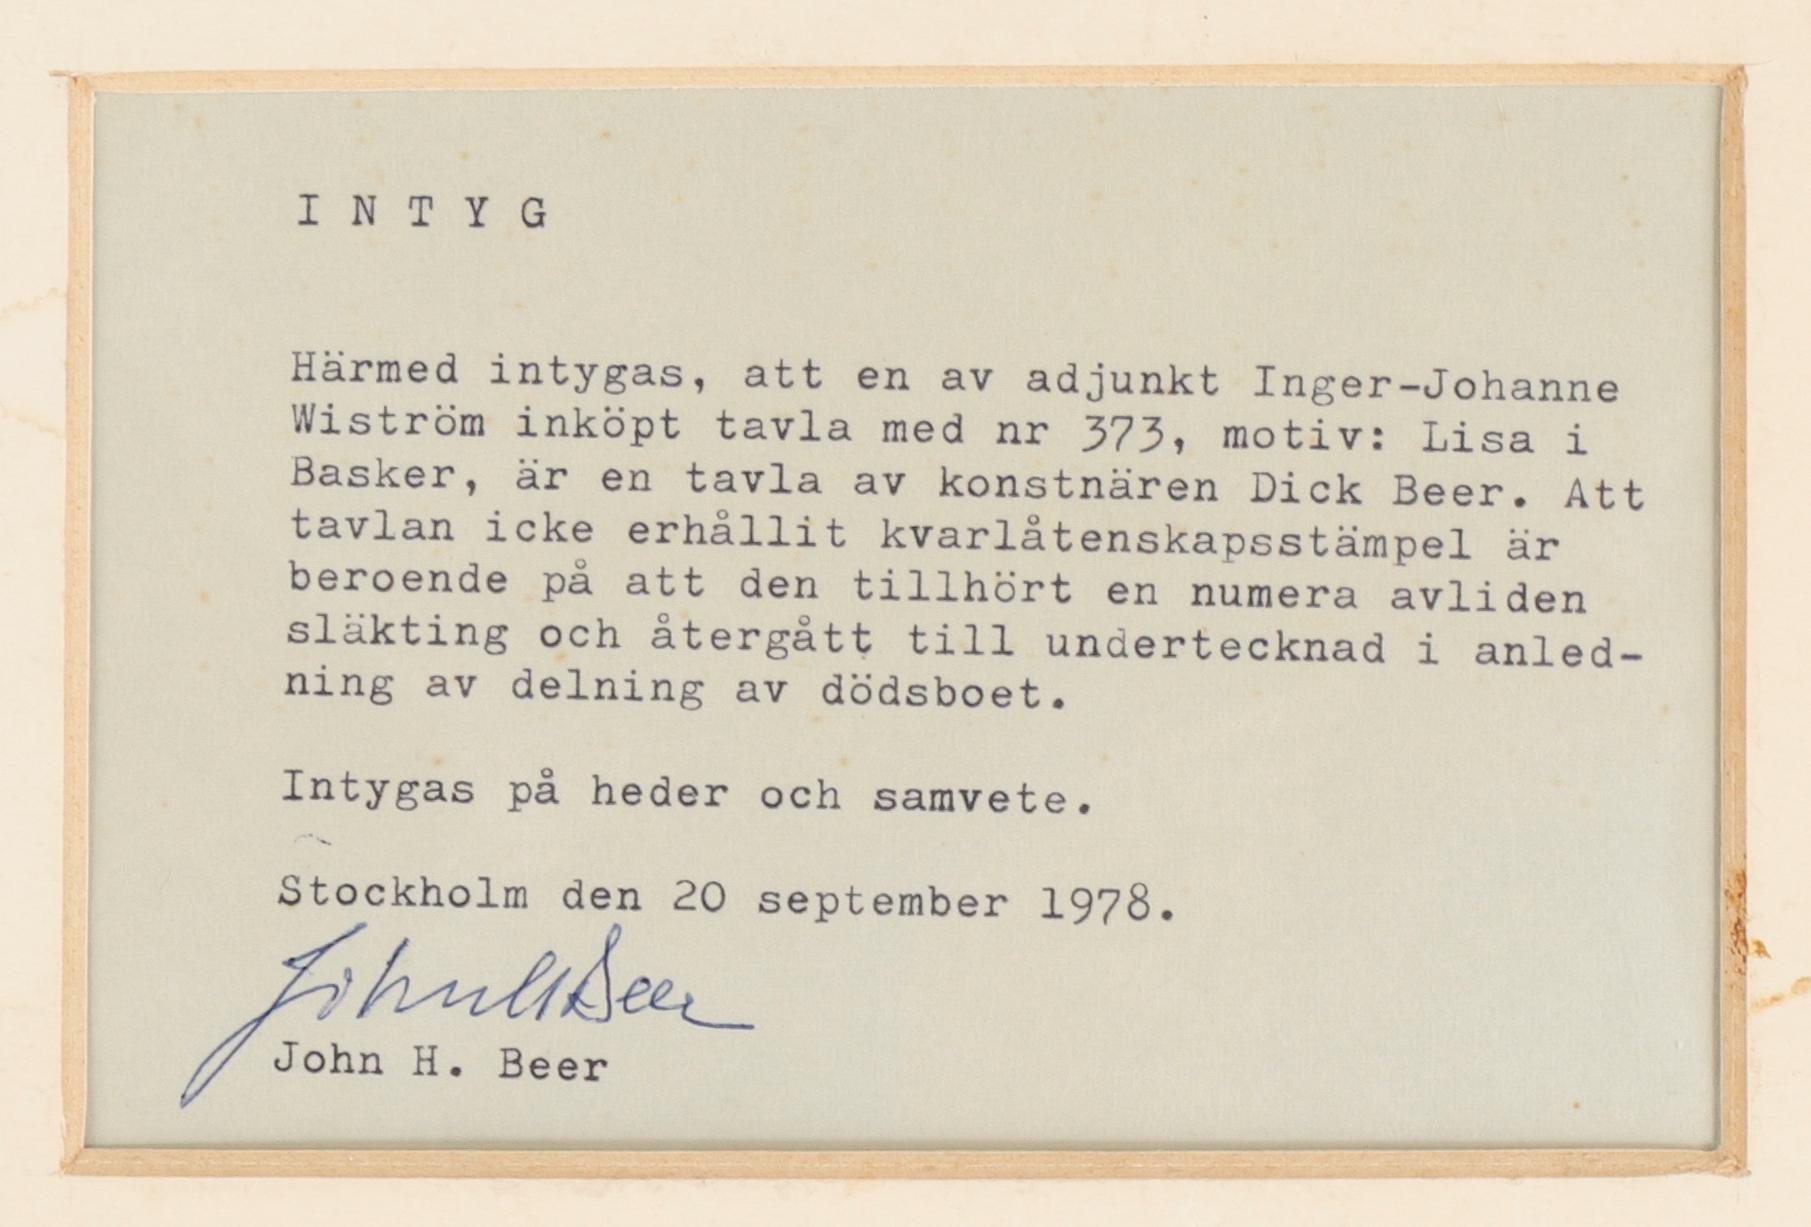 I N T Y G
Härmed intygas, att en av adjunkt Inger-Johanne
Wiström inköpt tavla med nr 373, motiv: Lisa i
Basker, är en tavla av konstnären Dick Beer. Att
tavlan icke erhållit kvarlåtenskapsstämpel är
beroende på att den tillhört en numera avliden
släkting och återgått till undertecknad i anled-
ning av delning av dödsboet.
Intygas på heder och samvete.
Stockholm den 20 september 1978.
John H Beer
John H. Beer